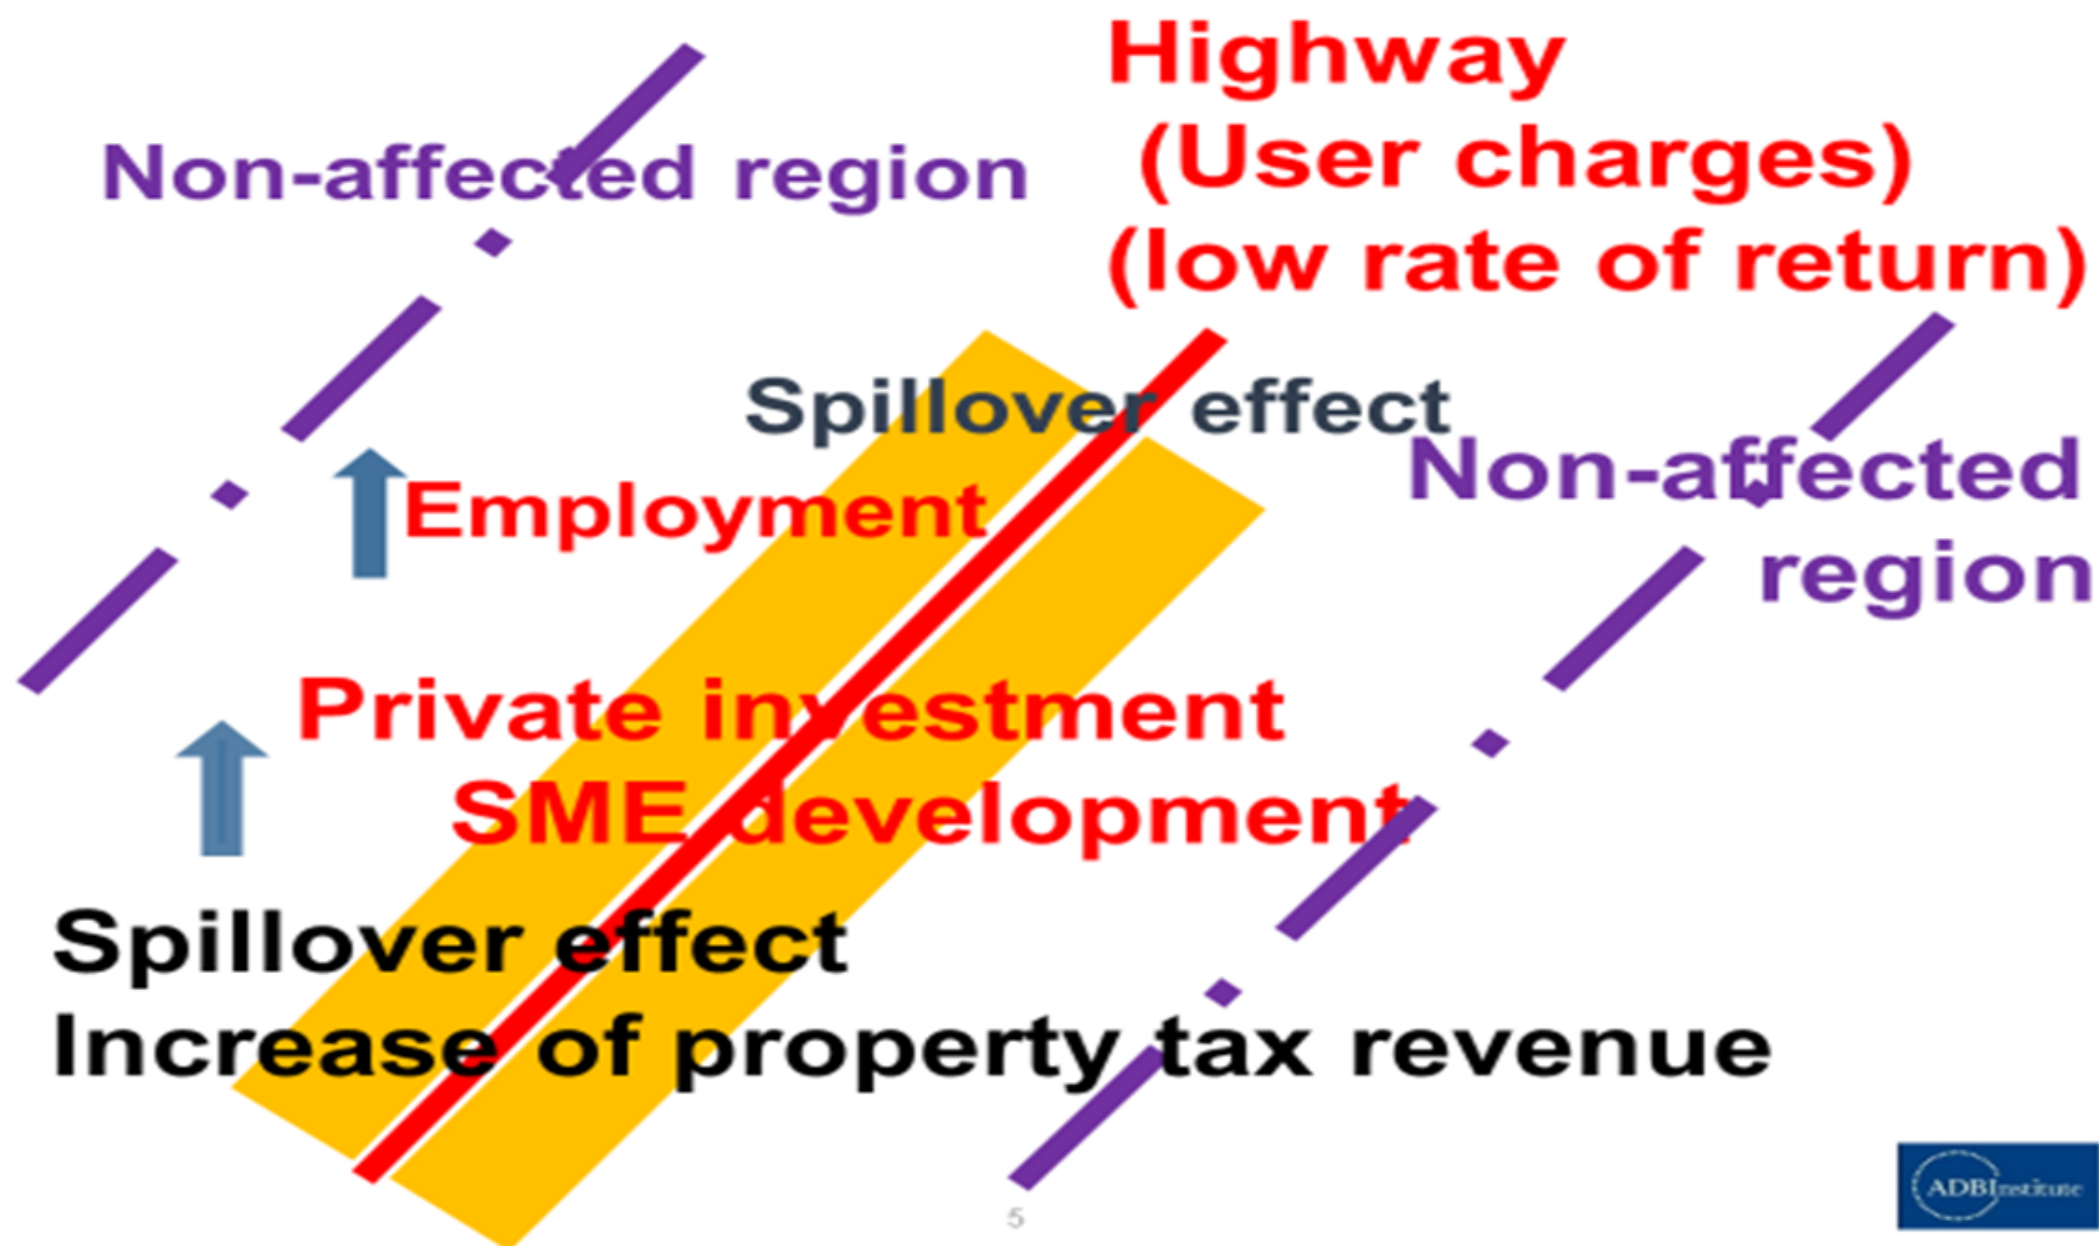 Highway
(User charges)
(low rate of return)
Non-affected region
Spillover effect
Non-affected
region
Employment
Private investment
SME development
Spillover effect
Increase of property tax revenue
5
ADBInstitute